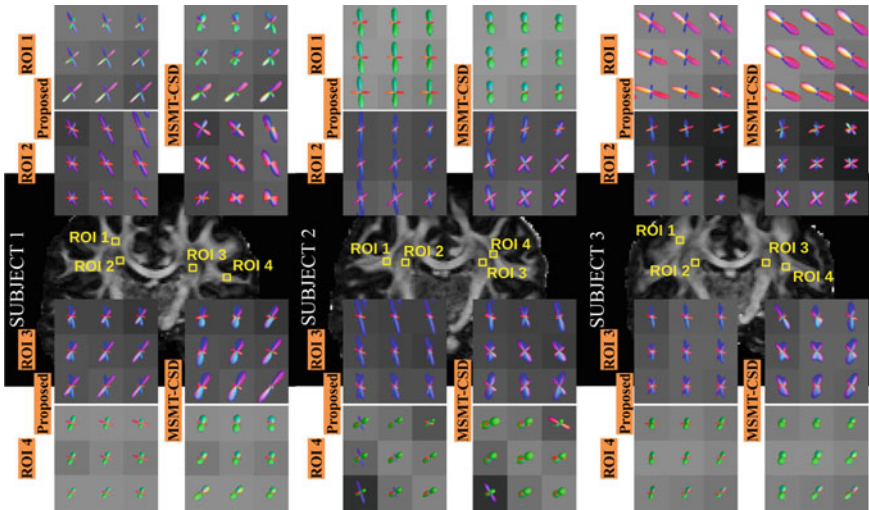 ROI 1
Proposed
ROI 2
MSMT-CSD
SUBJECT 1
ROI 1
ROI 2
ROI 3
ROI 4
ROI 3
Proposed
ROI 4
MSMT-CSD
ROI 1
Proposed
ROI 2
MSMT-CSD
SUBJECT 2
ROI 1
ROI 2
ROI 4
ROI 3
ROI 3
Proposed
ROI 4
MSMT-CSD
ROI 1
Proposed
ROI 2
MSMT-CSD
SUBJECT 3
ROI 1
ROI 2
ROI 3
ROI 4
ROI 3
Proposed
ROI 4
MSMT-CSD